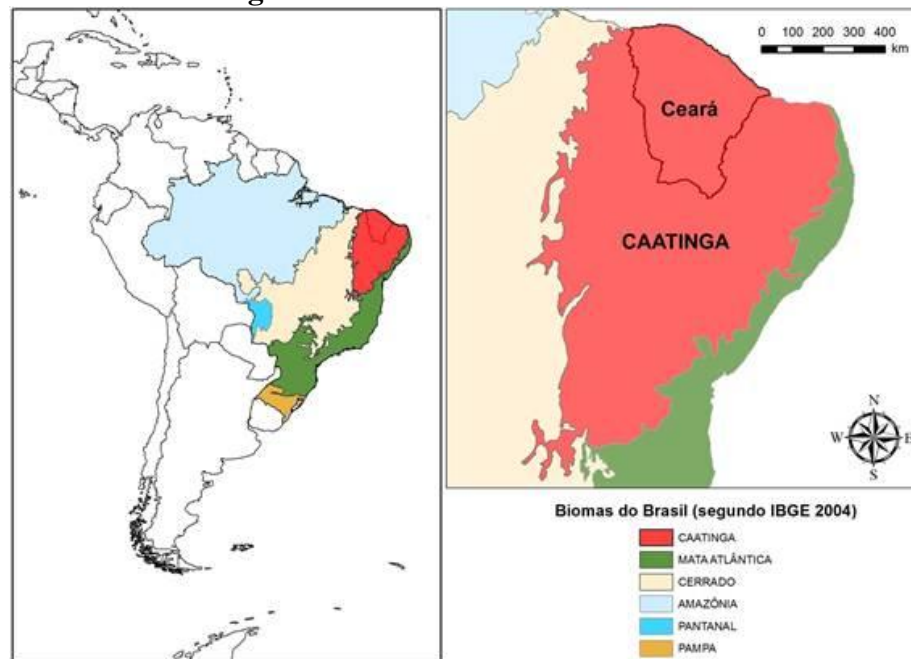 0 100 200 300 400
km
Ceará
CAATINGA
N
W E
S
Biomas do Brasil (segundo IBGE 2004)
CAATINGA
MATA ATLÂNTICA
CERRADO
AMAZÔNIA
PANTANAL
PAMPA